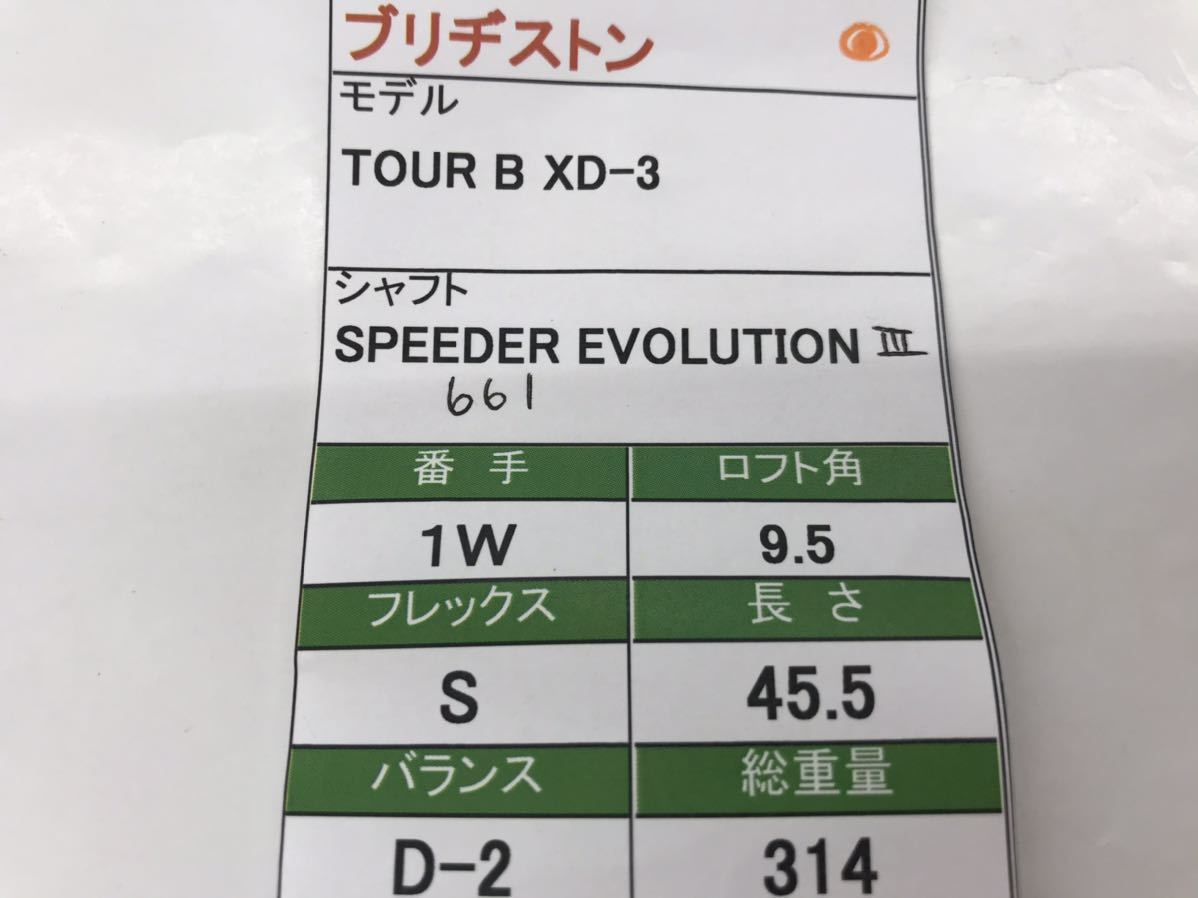 ブリヂストン
モデル
TOUR B XD-3
シャフト
SPEEDER EVOLUTION III
661
番 手 ロフト角
1W 9.5
フレックス 長 さ
S 45.5
バランス 総重量
D-2 314